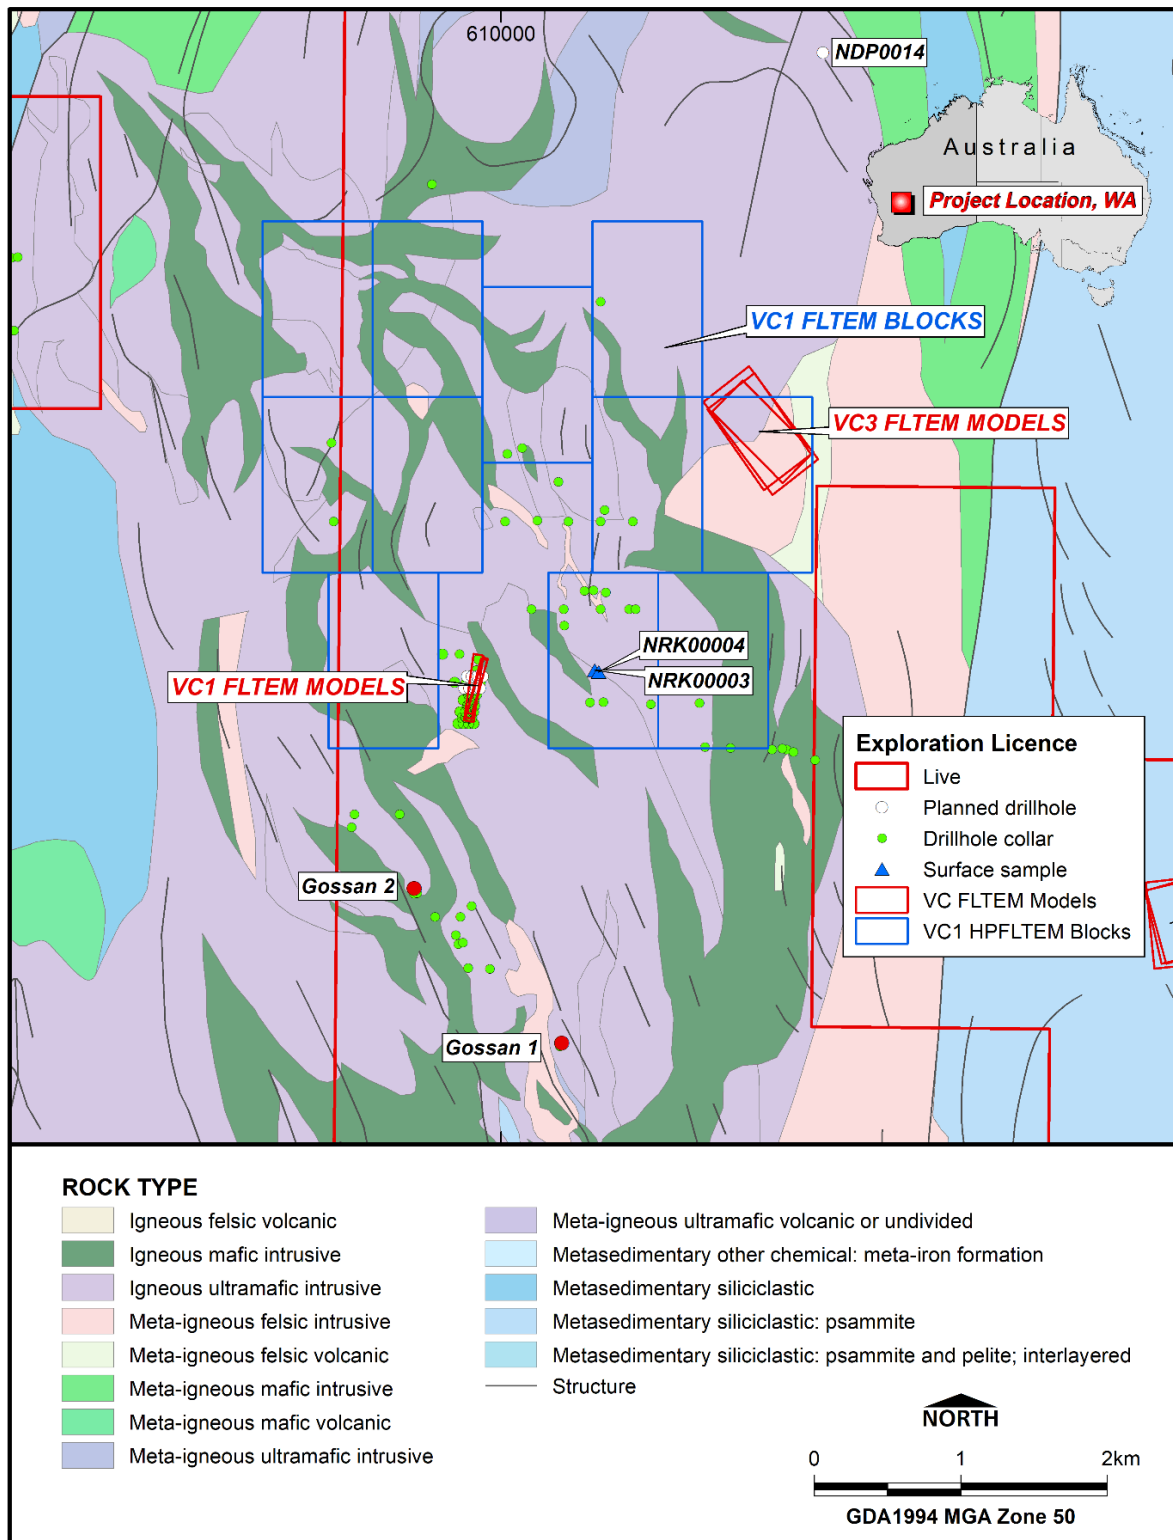 610000
NDP0014
Australia
Project Location, WA
VC1 FLTEM BLOCKS
VC3 FLTEM MODELS
NRK00004
NRK00003
VC1 FLTEM MODELS
Exploration Licence
Live
Planned drillhole
Drillhole collar
Surface sample
VC FLTEM Models
VC1 HPFLTEM Blocks
Gossan 2
Gossan 1
ROCK TYPE
Igneous felsic volcanic
Igneous mafic intrusive
Igneous ultramafic intrusive
Meta-igneous felsic intrusive
Meta-igneous felsic volcanic
Meta-igneous mafic intrusive
Meta-igneous mafic volcanic
Meta-igneous ultramafic intrusive
Meta-igneous ultramafic volcanic or undivided
Metasedimentary other chemical: meta-iron formation
Metasedimentary siliciclastic
Metasedimentary siliciclastic: psammite
Metasedimentary siliciclastic: psammite and pelite; interlayered
Structure
NORTH
0 1 2km
GDA1994 MGA Zone 50